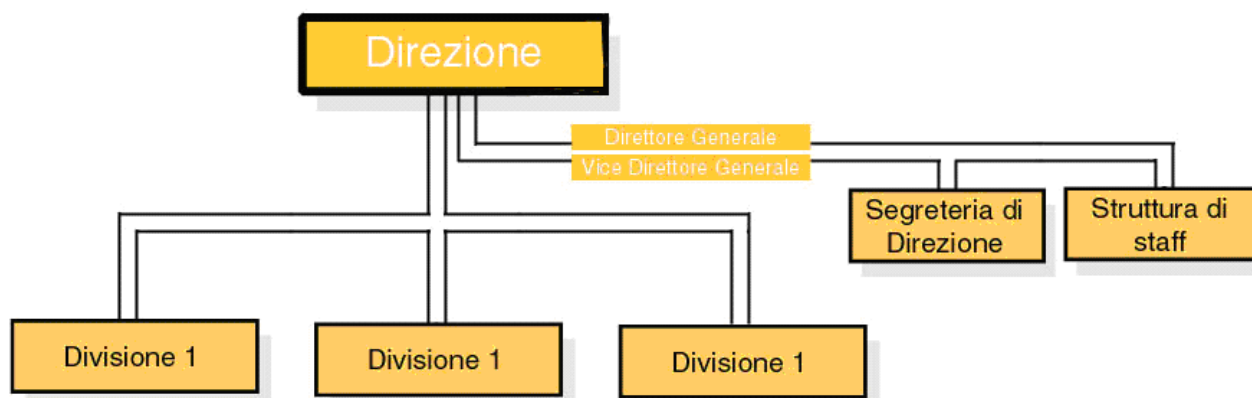 Direzione
Direttore Generale
Vice Direttore Generale
Segreteria di
Direzione
Struttura di
staff
Divisione 1
Divisione 1
Divisione 1